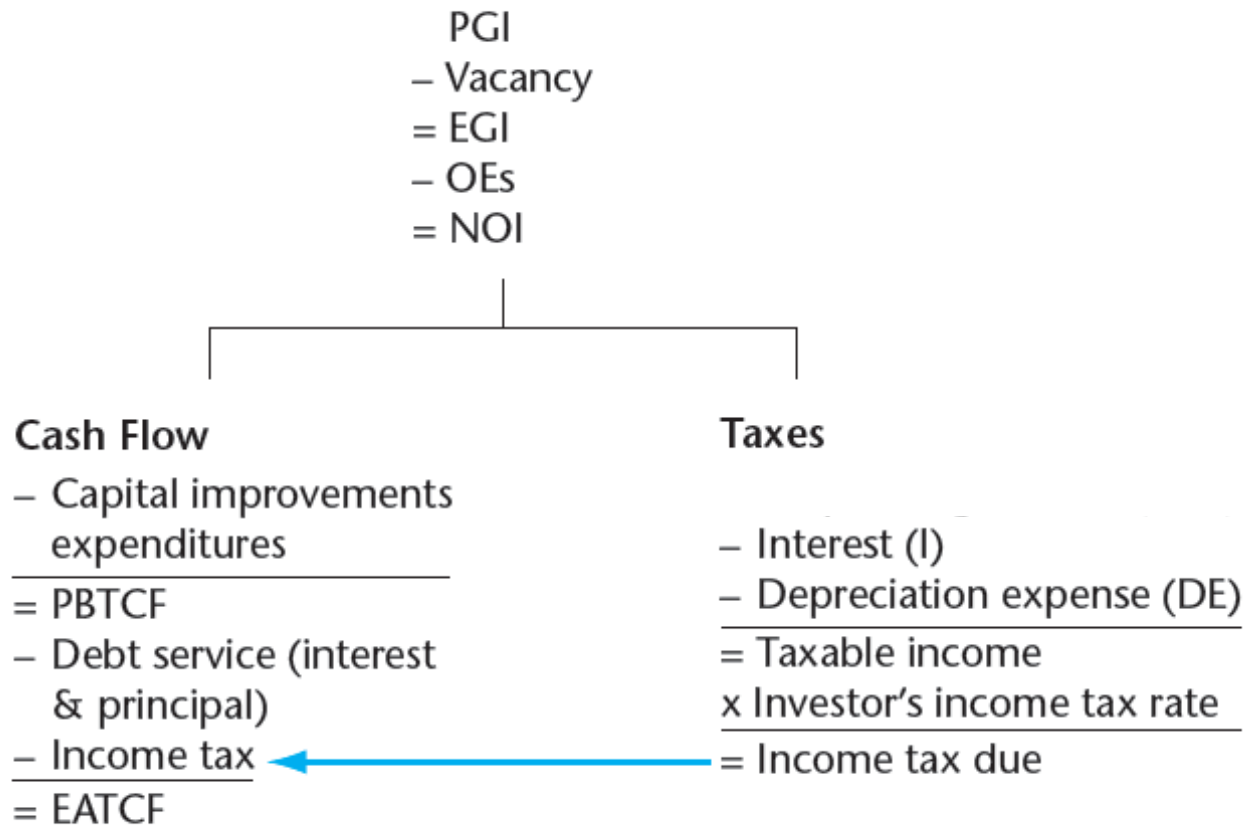 PGI
– Vacancy
= EGI
– OEs
= NOI
Cash Flow
– Capital improvements
expenditures
= PBTCF
– Debt service (interest
& principal)
– Income tax
= EATCF
Taxes
– Interest (I)
– Depreciation expense (DE)
= Taxable income
x Investor’s income tax rate
= Income tax due